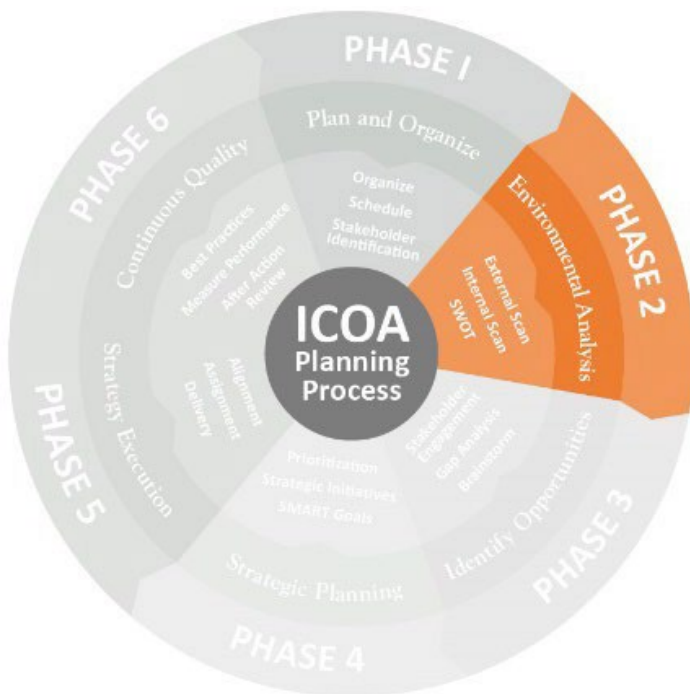 PHASE I
Plan and Organize
Organize
Schedule
Stakeholder
Identification
PHASE 2
Environmental Analysis
External Scan
Internal Scan
SWOT
PHASE 3
Identify Opportunities
Stakeholder
Engagement
Gap Analysis
Brainstorm
PHASE 4
Strategic Planning
Prioritization
Strategic Initiatives
SMART Goals
PHASE 5
Strategy Execution
Alignment
Assignment
Delivery
PHASE 6
Continuous Quality
Best Practices
Measure Performance
After Action
Review
ICOA
Planning
Process